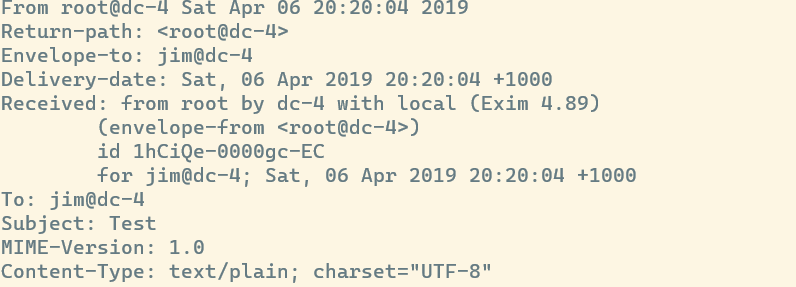 From root@dc-4 Sat Apr 06 20:20:04 2019
Return-path: <root@dc-4>
Envelope-to: jim@dc-4
Delivery-date: Sat, 06 Apr 2019 20:20:04 +1000
Received: from root by dc-4 with local (Exim 4.89)
        (envelope-from <root@dc-4>)
        id 1hCiQe-0000gc-EC
        for jim@dc-4; Sat, 06 Apr 2019 20:20:04 +1000
To: jim@dc-4
Subject: Test
MIME-Version: 1.0
Content-Type: text/plain; charset="UTF-8"